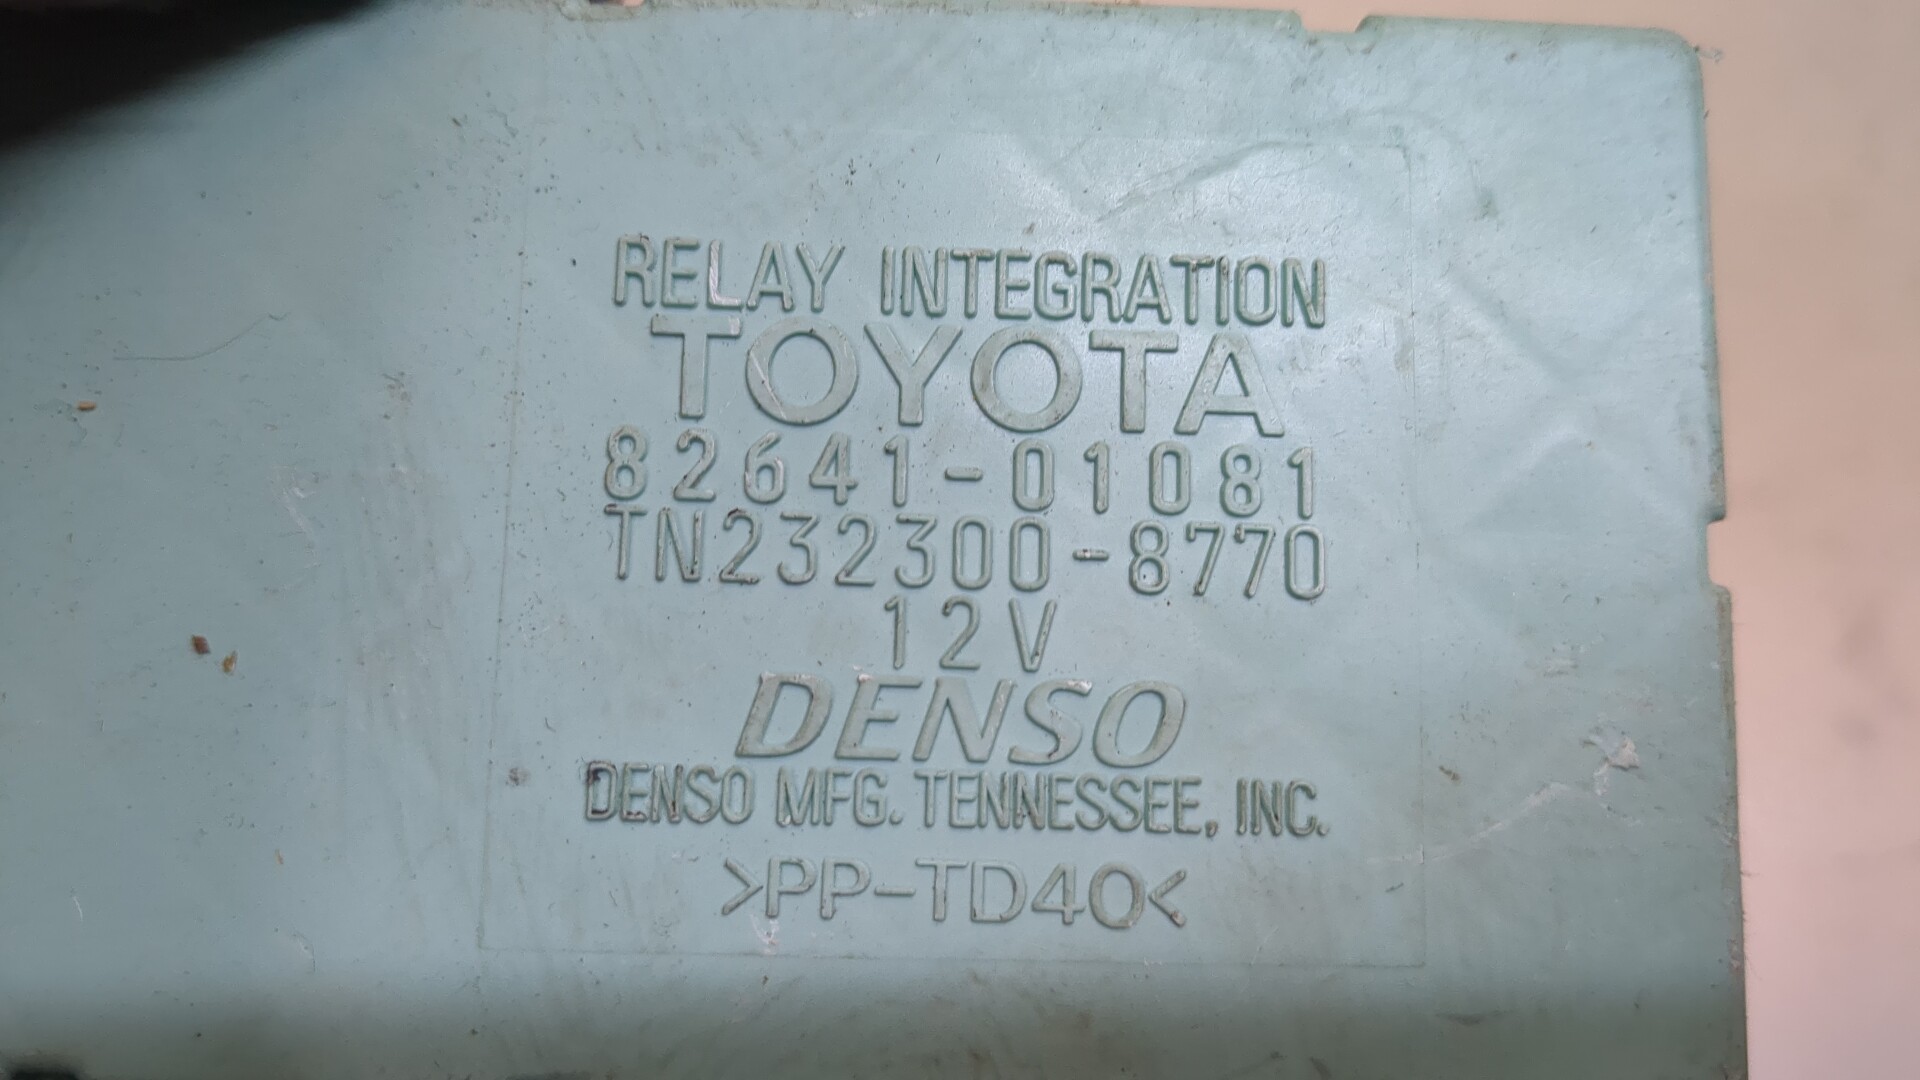 RELAY INTEGRATION
TOYOTA
82641-01081
TN232300-8770
12V
DENSO
DENSO MFG. TENNESSEE, INC.
>PP-TD40<